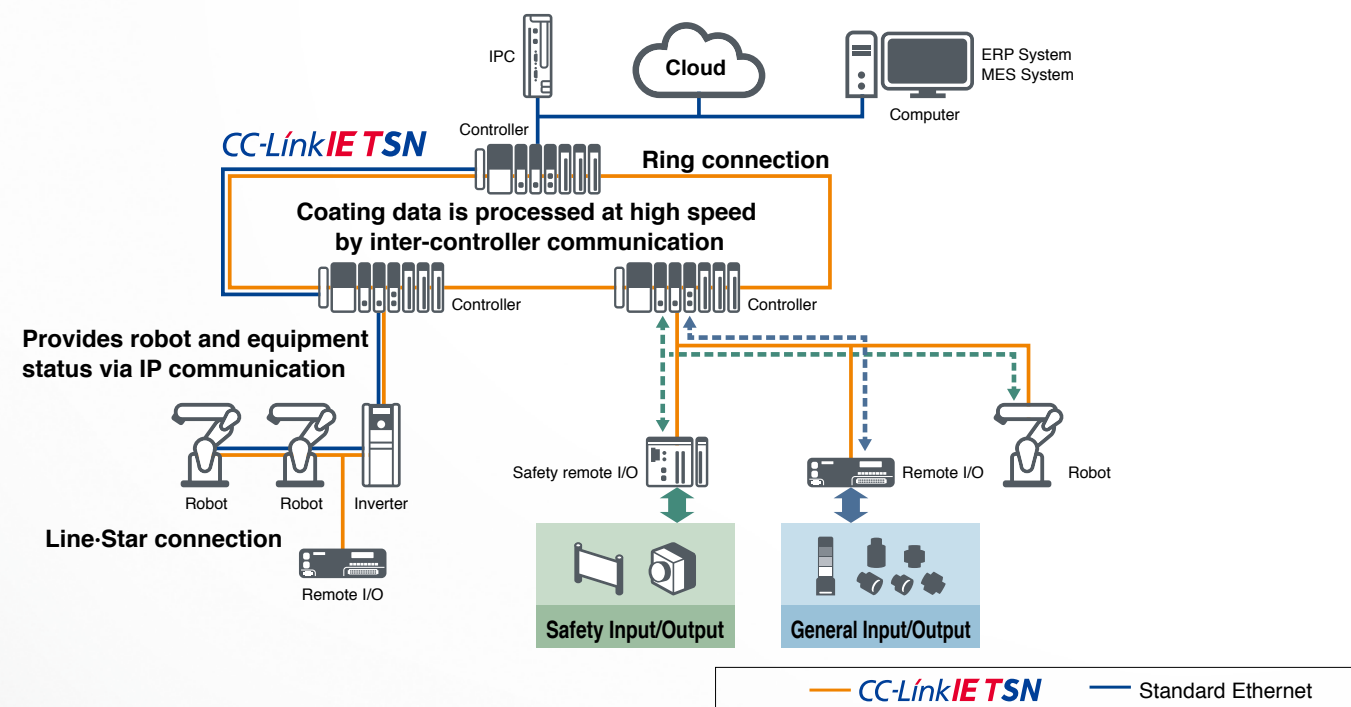 IPC
Cloud
ERP System
MES System
Computer
Controller
CC-Link IE TSN
Ring connection
Coating data is processed at high speed
by inter-controller communication
Controller
Controller
Provides robot and equipment
status via IP communication
Robot
Robot
Inverter
Safety remote I/O
Remote I/O
Robot
Line·Star connection
Remote I/O
Safety Input/Output
General Input/Output
CC-Link IE TSN
Standard Ethernet